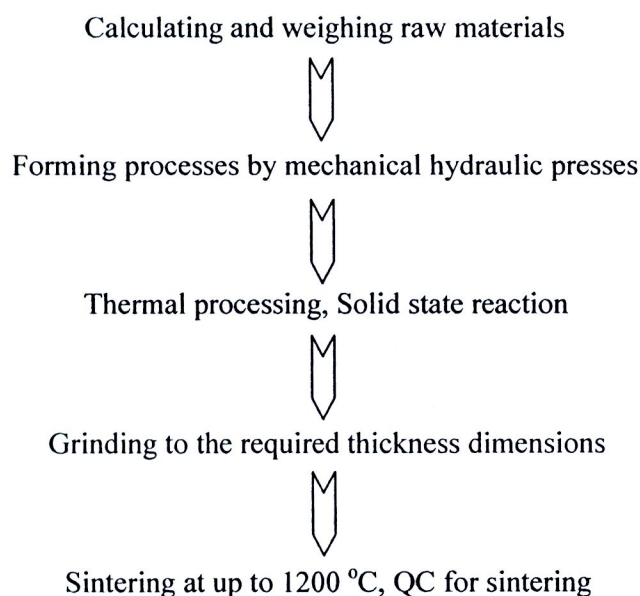 Calculating and weighing raw materials
Forming processes by mechanical hydraulic presses
Thermal processing, Solid state reaction
Grinding to the required thickness dimensions
Sintering at up to 1200 °C, QC for sintering